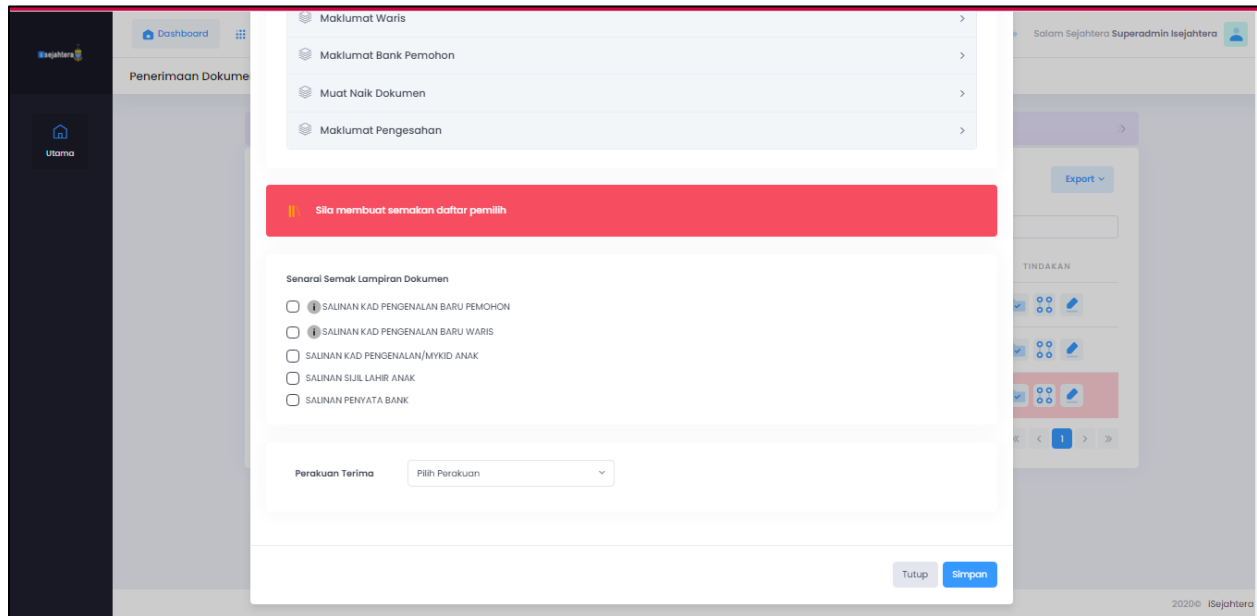 Maklumat Waris
Dashboard
Salam Sejahtera Superadmin Isejahtera
isejahtera
Maklumat Bank Pemohon
Penerimaan Dokume
Muat Naik Dokumen
Maklumat Pengesahan
Utama
Export
Sila membuat semakan daftar pemilih
TINDAKAN
Senarai Semak Lampiran Dokumen
i SALINAN KAD PENGENALAN BARU PEMOHON
i SALINAN KAD PENGENALAN BARU WARIS
SALINAN KAD PENGENALAN/MYKID ANAK
SALINAN SIJIL LAHIR ANAK
SALINAN PENYATA BANK
1
Perakuan Terima Pilih Perakuan
Tutup Simpan
2020© iSejahtera